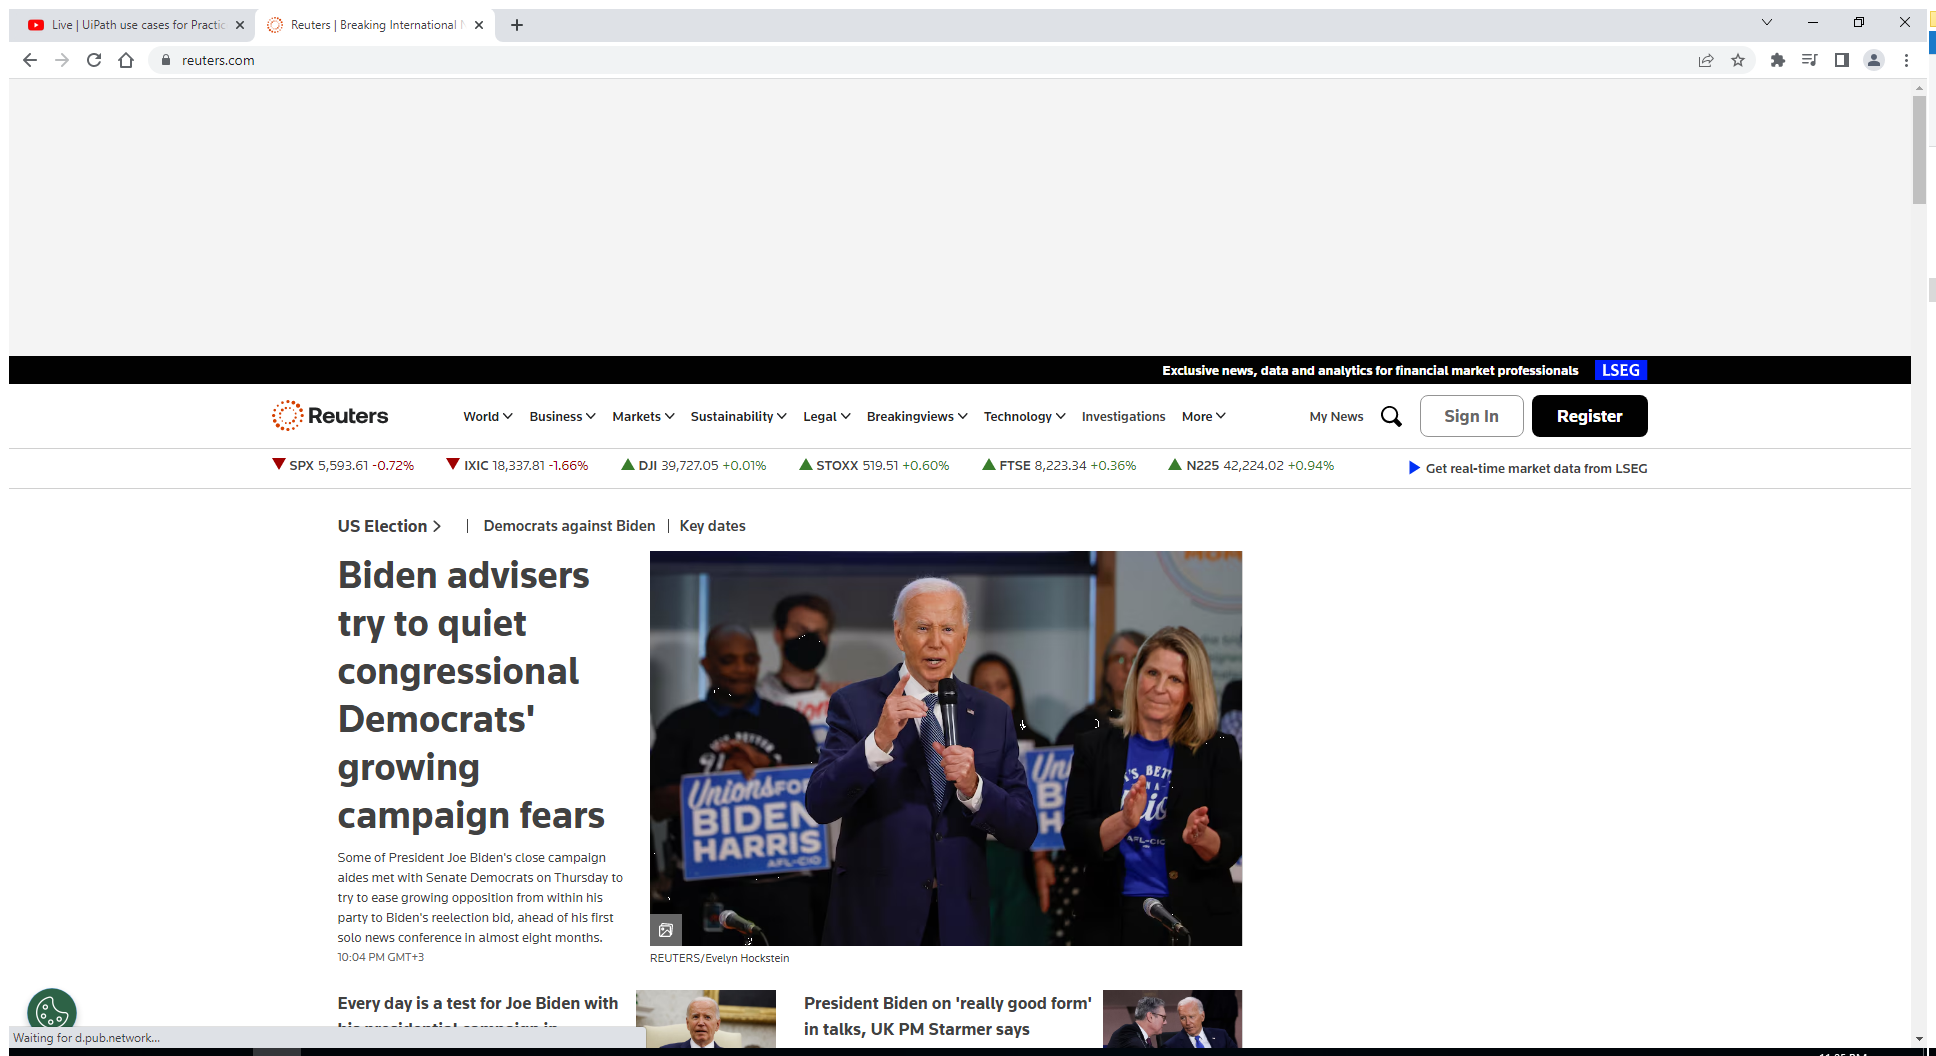 Live | UiPath use cases for Practic
Reuters | Breaking International N
reuters.com
Exclusive news, data and analytics for financial market professionals LSEG
Reuters World Business Markets Sustainability Legal Breakingviews Technology Investigations More My News Sign In Register
SPX 5,593.61 -0.72% IXIC 18,337.81 -1.66% DJI 39,727.05 +0.01% STOXX 519.51 +0.60% FTSE 8,223.34 +0.36% N225 42,224.02 +0.94% Get real-time market data from LSEG
US Election > | Democrats against Biden | Key dates
Biden advisers
try to quiet
congressional
Democrats'
growing
campaign fears
Some of President Joe Biden's close campaign
aides met with Senate Democrats on Thursday to
try to ease growing opposition from within his
party to Biden's reelection bid, ahead of his first
solo news conference in almost eight months.
10:04 PM GMT+3
UNIONS FOR
BIDEN
HARRIS
AFL-CIO
AFL-CIO
REUTERS/Evelyn Hockstein
Every day is a test for Joe Biden with
President Biden on 'really good form'
in talks, UK PM Starmer says
Waiting for d.pub.network...